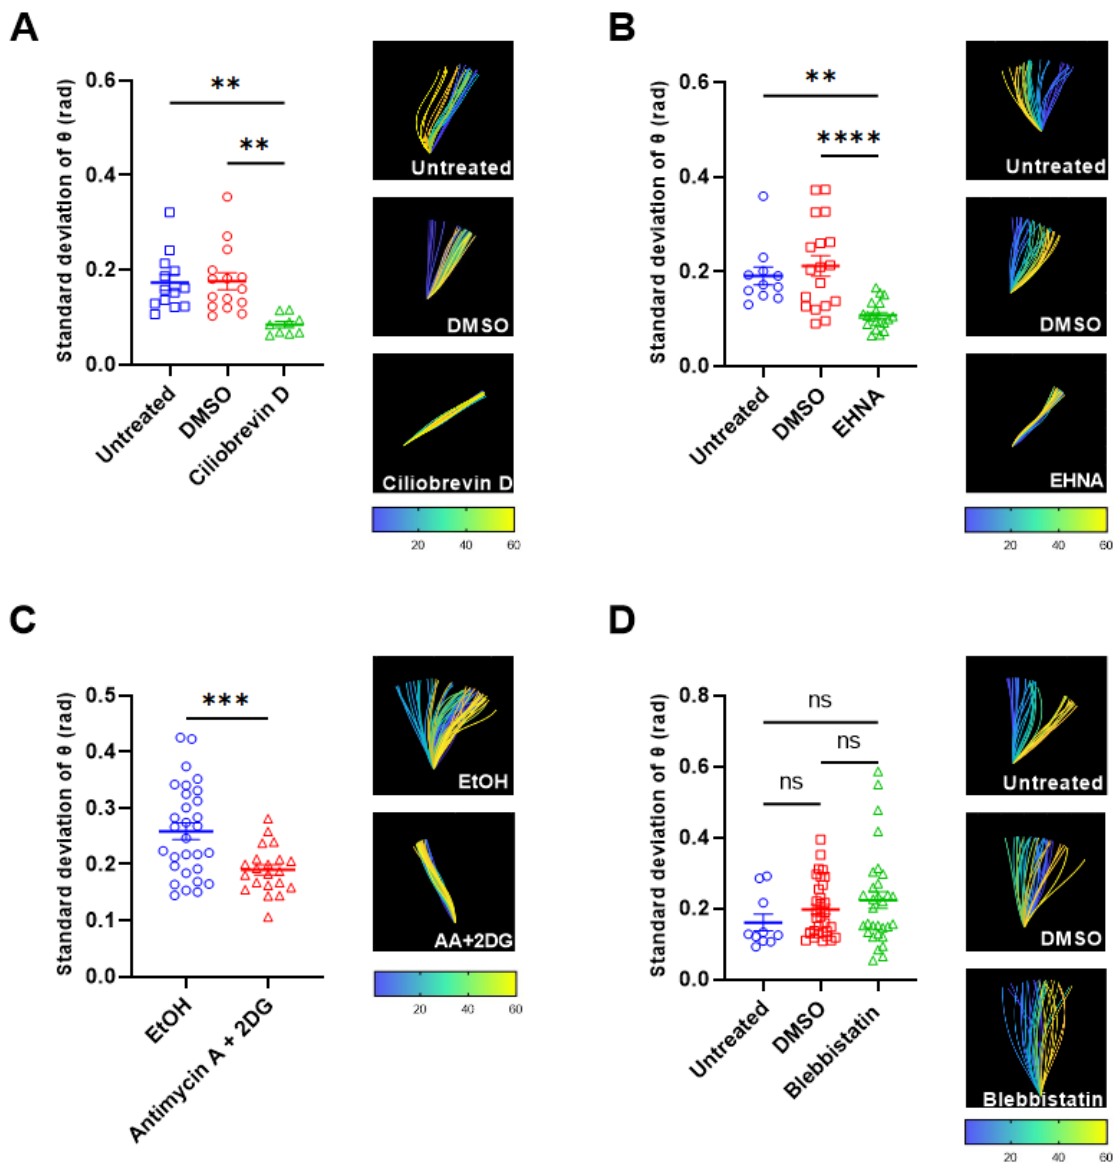 A
Standard deviation of θ (rad)
0.6
0.4
0.2
0.0
**
**
Untreated
DMSO
Ciliobrevin D
Untreated
DMSO
Ciliobrevin D
20 40 60
B
Standard deviation of θ (rad)
0.6
0.4
0.2
0.0
**
****
Untreated
DMSO
EHNA
Untreated
DMSO
EHNA
20 40 60
C
Standard deviation of θ (rad)
0.5
0.4
0.3
0.2
0.1
0.0
***
EtOH
Antimycin A + 2DG
EtOH
AA+2DG
20 40 60
D
Standard deviation of θ (rad)
0.8
0.6
0.4
0.2
0.0
ns
ns
ns
Untreated
DMSO
Blebbistatin
Untreated
DMSO
Blebbistatin
20 40 60